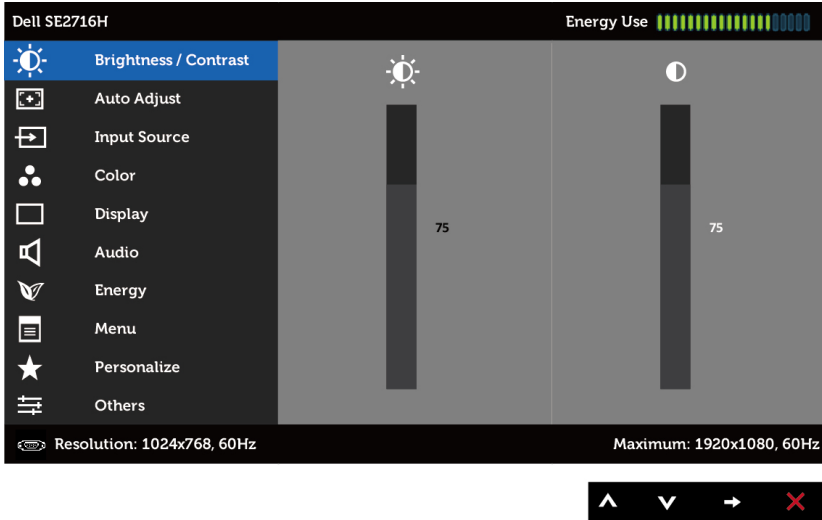 Dell SE2716H
Energy Use
Brightness / Contrast
Auto Adjust
Input Source
Color
Display
Audio
Energy
Menu
Personalize
Others
75
75
Resolution: 1024x768, 60Hz
Maximum: 1920x1080, 60Hz